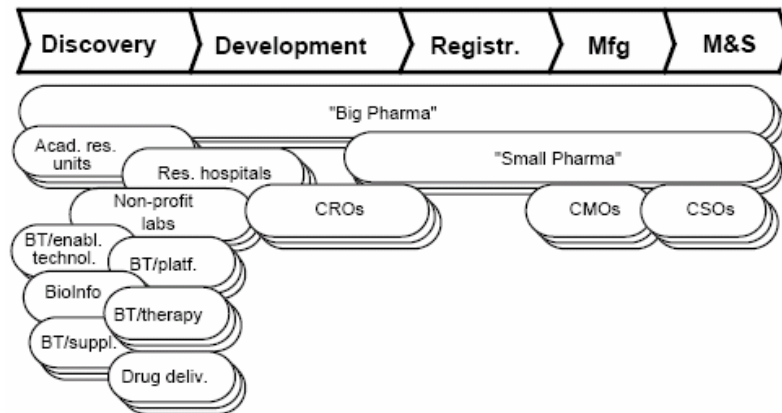 Discovery Development Registr. Mfg M&S
"Big Pharma"
Acad. res.
units
"Small Pharma"
Res. hospitals
Non-profit
labs
CROs
CMOs
CSOs
BT/enabl.
technol.
BT/platf.
BioInfo
BT/therapy
BT/suppl.
Drug deliv.